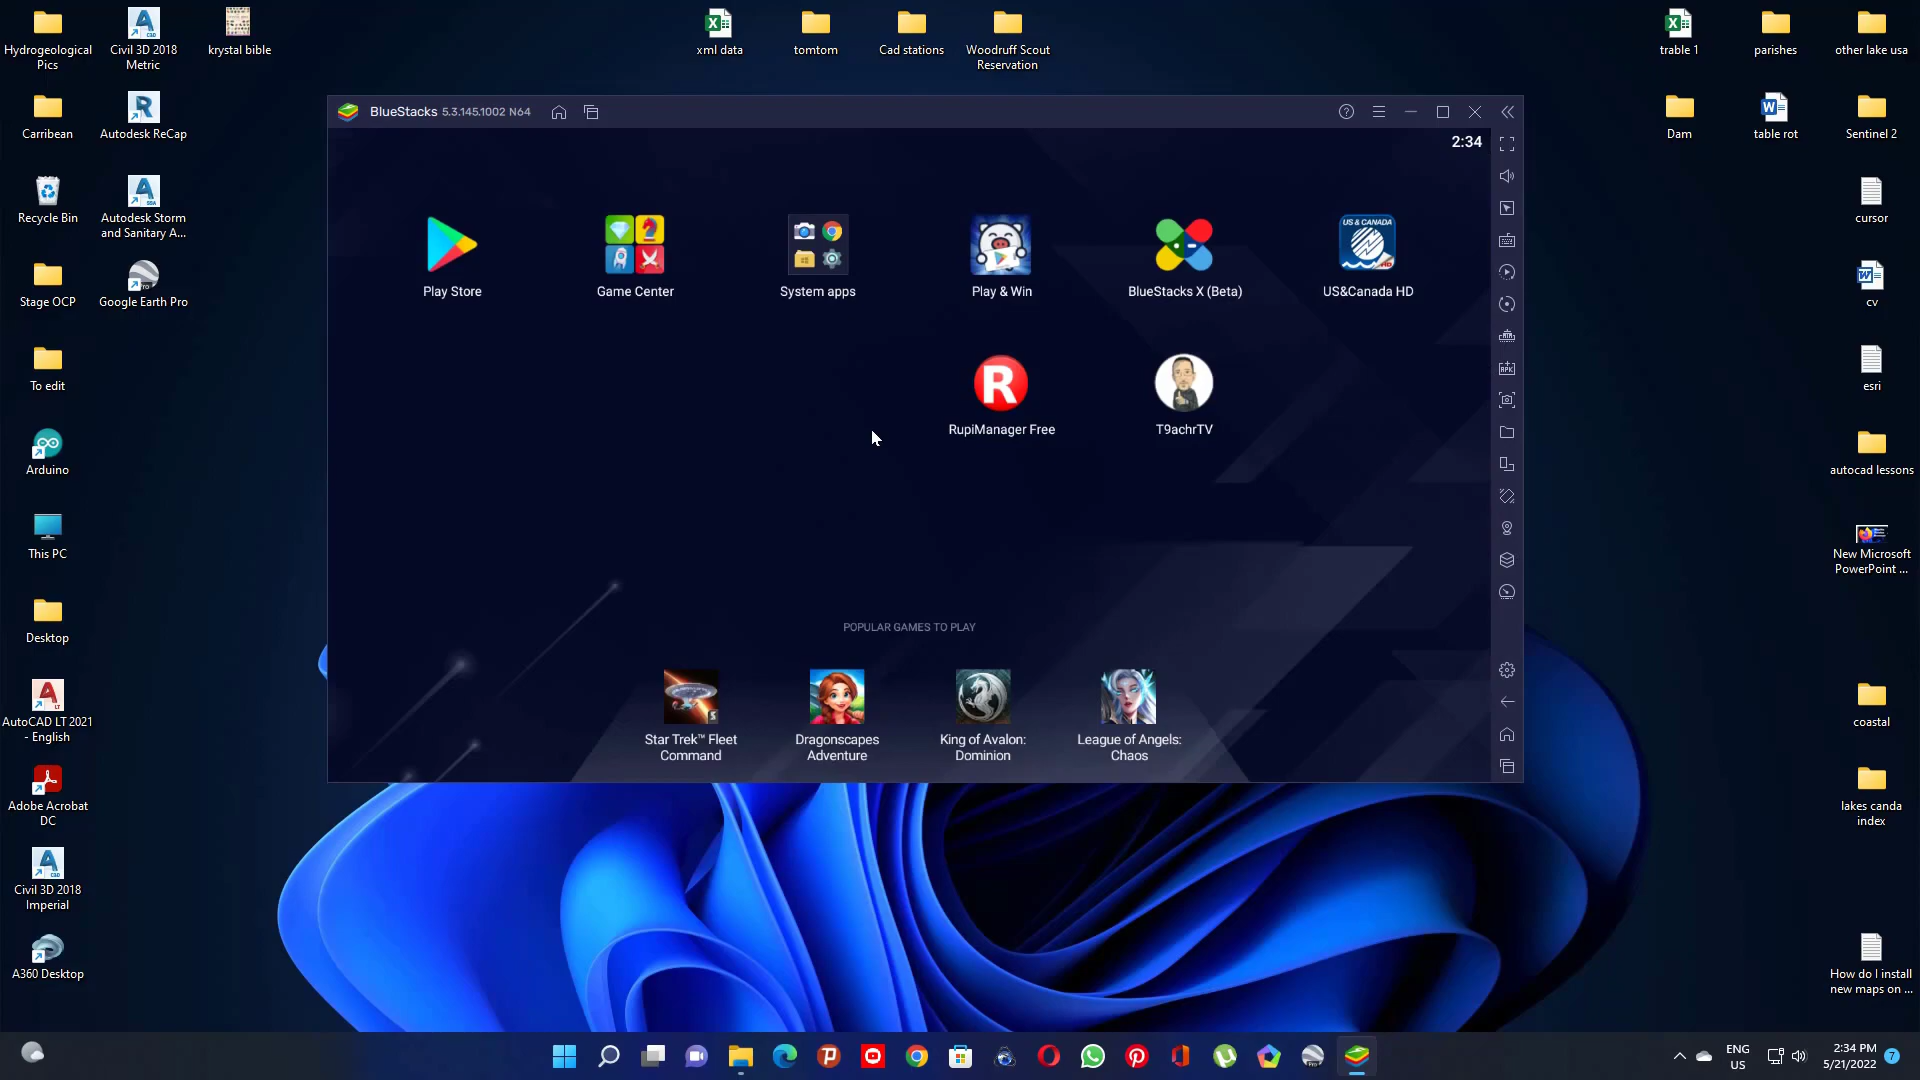 Hydrogeological
Pics
Civil 3D 2018
Metric
krystal bible
xml data
tomtom
Cad stations
Woodruff Scout
Reservation
trable 1
parishes
other lake usa
Carribean
Autodesk ReCap
Dam
table rot
Sentinel 2
Recycle Bin
Autodesk Storm
and Sanitary A...
cursor
Stage OCP
Google Earth Pro
cv
To edit
esri
Arduino
autocad lessons
This PC
New Microsoft
PowerPoint ...
Desktop
AutoCAD LT 2021
- English
coastal
Adobe Acrobat
DC
lakes canda
index
Civil 3D 2018
Imperial
A360 Desktop
How do I install
new maps on ...
BlueStacks 5.3.145.1002 N64
2:34
US & CANADA
HD
Play Store
Game Center
System apps
Play & Win
BlueStacks X (Beta)
US&Canada HD
R
RupiManager Free
T9achrTV
POPULAR GAMES TO PLAY
Star Trek™ Fleet
Command
Dragonscapes
Adventure
King of Avalon:
Dominion
League of Angels:
Chaos
APK
ENG
US
2:34 PM
5/21/2022
7